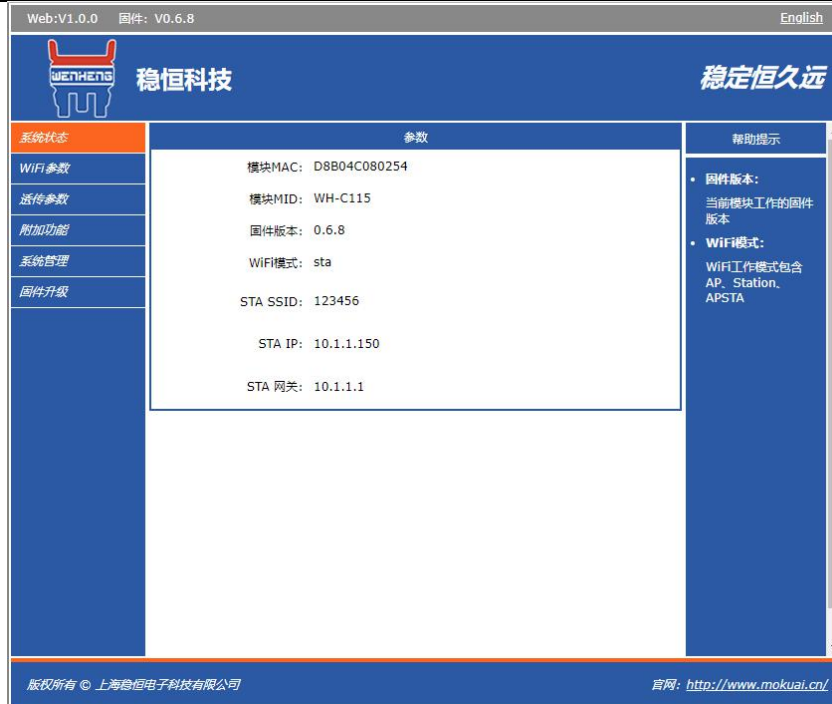 Web:V1.0.0 固件: V0.6.8 English
WENHENG
稳恒科技
稳定恒久远
系统状态
WiFi参数
透传参数
附加功能
系统管理
固件升级
参数
模块MAC: D8B04C080254
模块MID: WH-C115
固件版本: 0.6.8
WiFi模式: sta
STA SSID: 123456
STA IP: 10.1.1.150
STA 网关: 10.1.1.1
帮助提示
• 固件版本:
当前模块工作的固件
版本
• WiFi模式:
WiFi工作模式包含
AP、Station、
APSTA
版权所有 © 上海稳恒电子科技有限公司
官网: http://www.mokuai.cn/